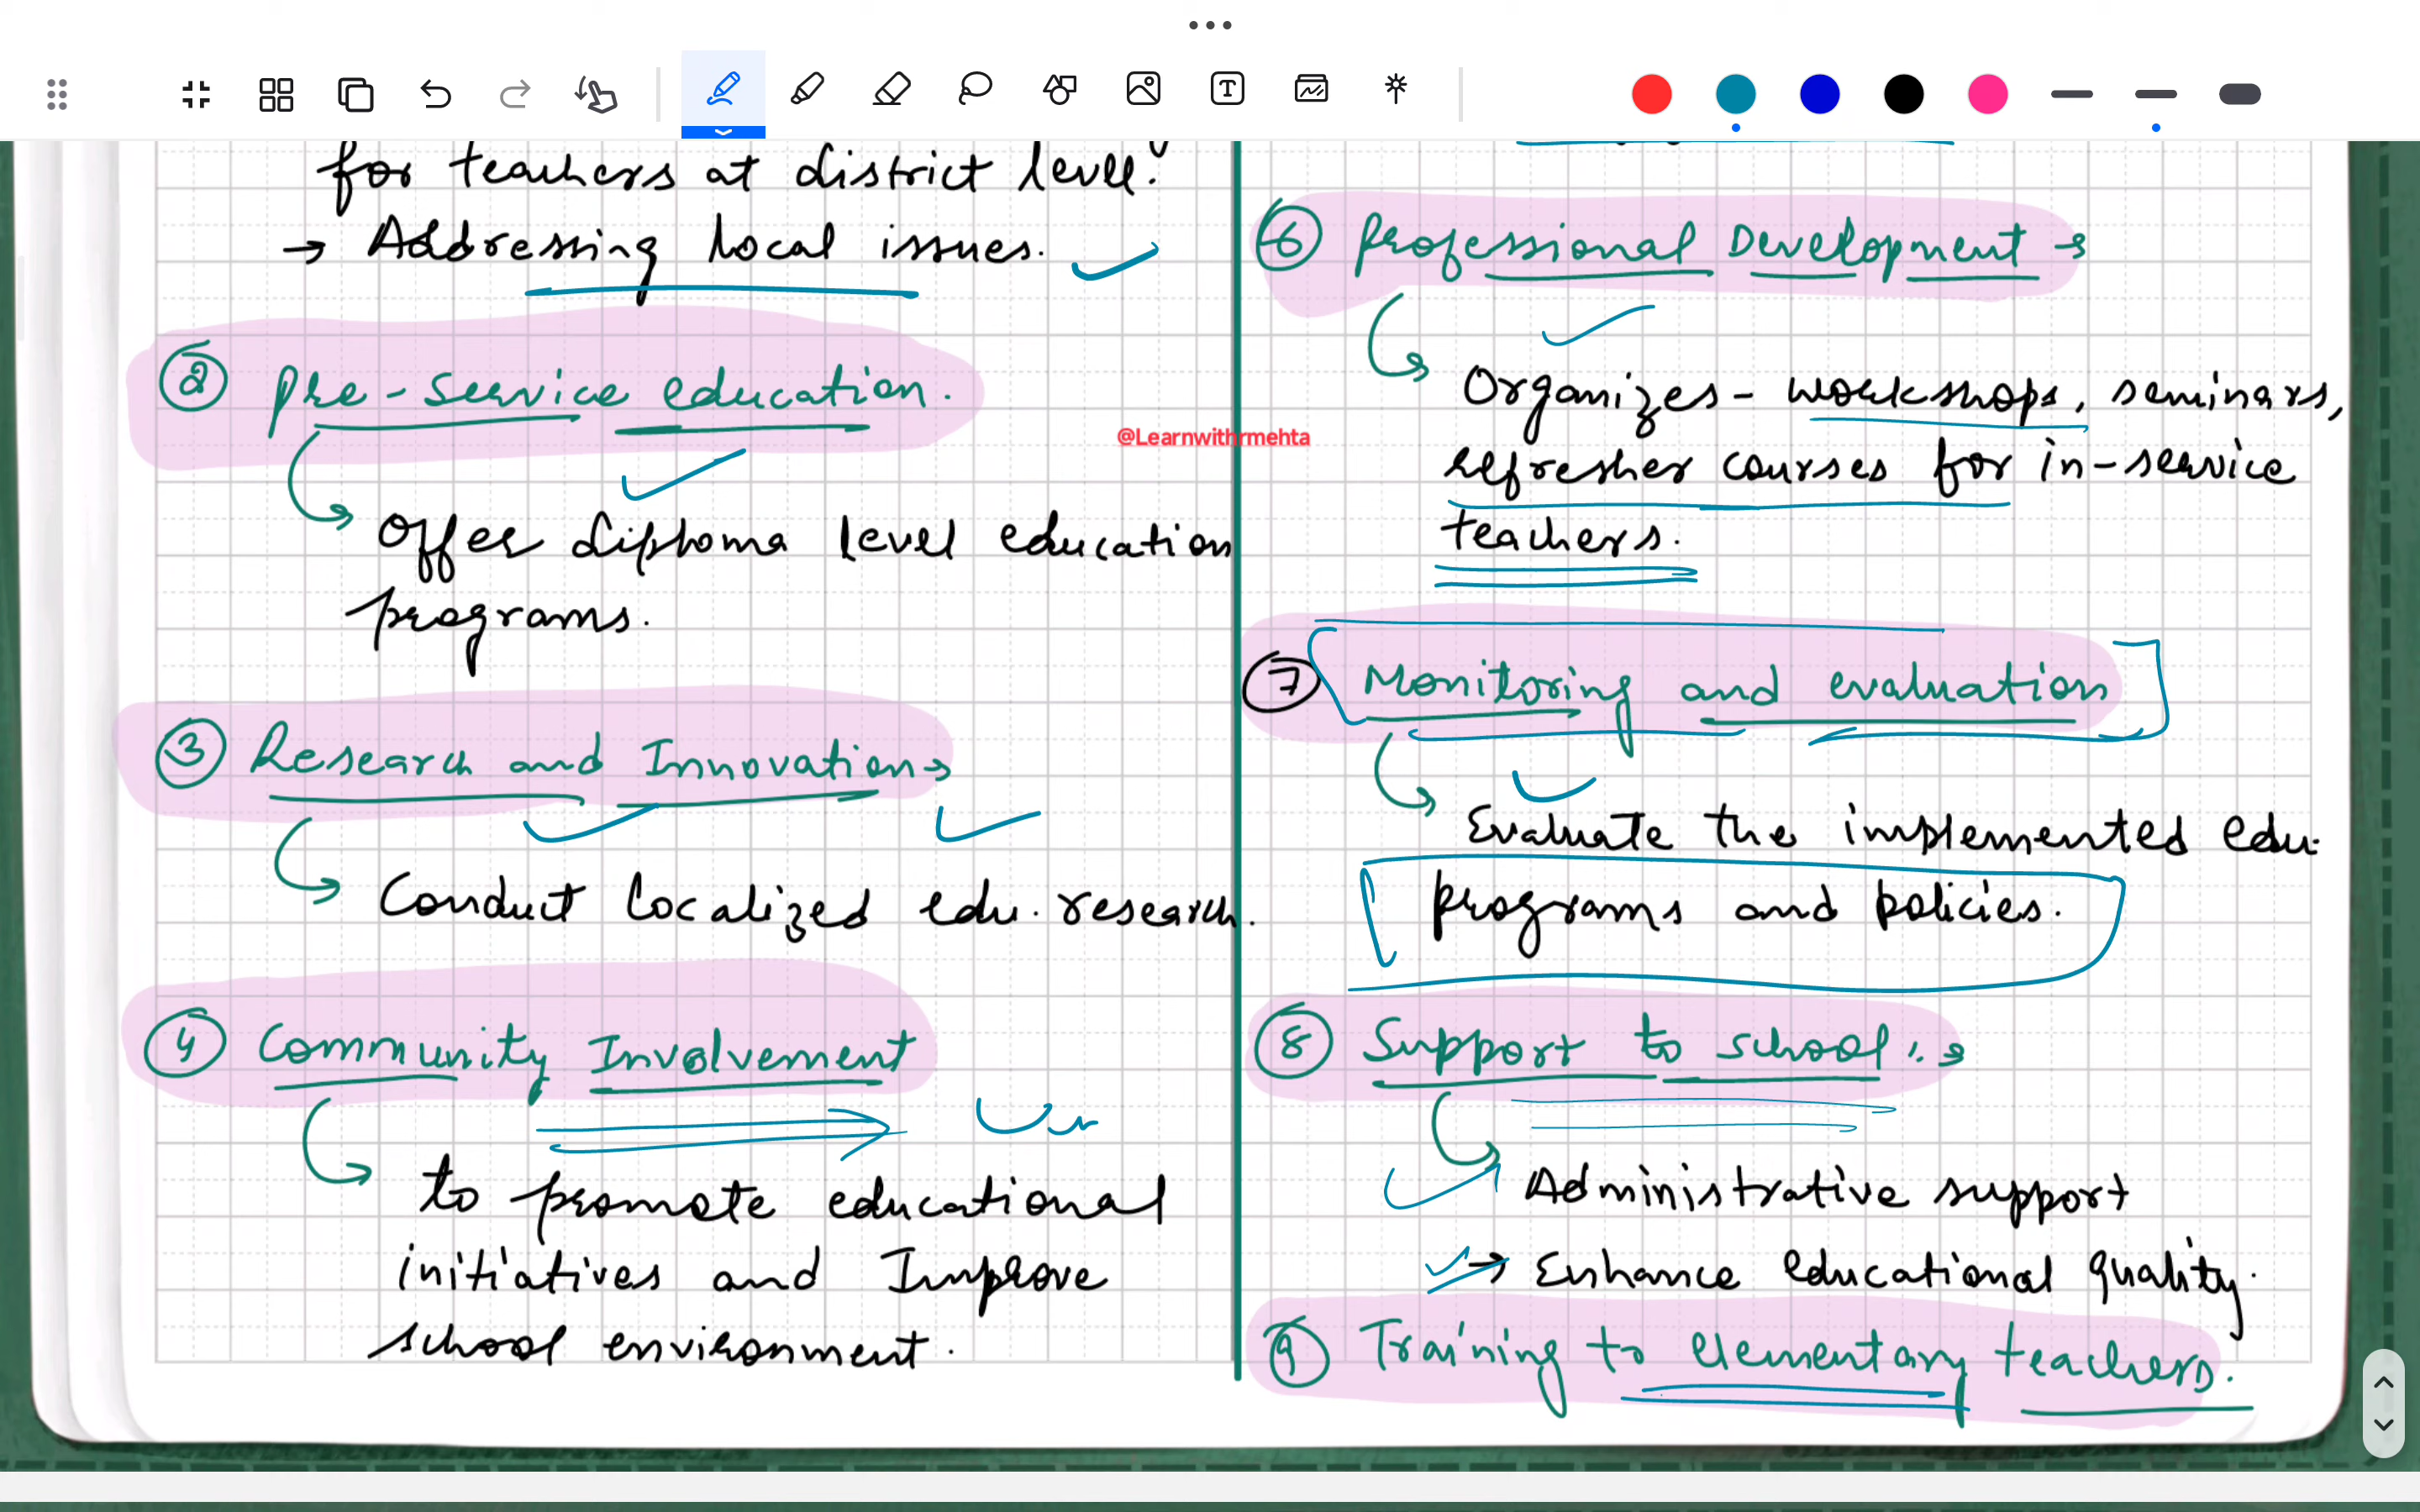 for teachers at district level.
→ Addressing local issues.
② Pre-service education.
Offer diploma level education
programs.
③ Research and Innovation→
Conduct localized edu. research.
④ Community Involvement
to promote educational
initiatives and Improve
school environment.
@Learnwithrmehta
⑥ Professional Development →
Organizes - workshops, seminars,
refresher courses for in-service
teachers.
⑦ Monitoring and evaluation
Evaluate the implemented edu.
programs and policies.
⑧ Support to school :→
Administrative support
→ Enhance educational quality.
⑨ Training to elementary teachers.